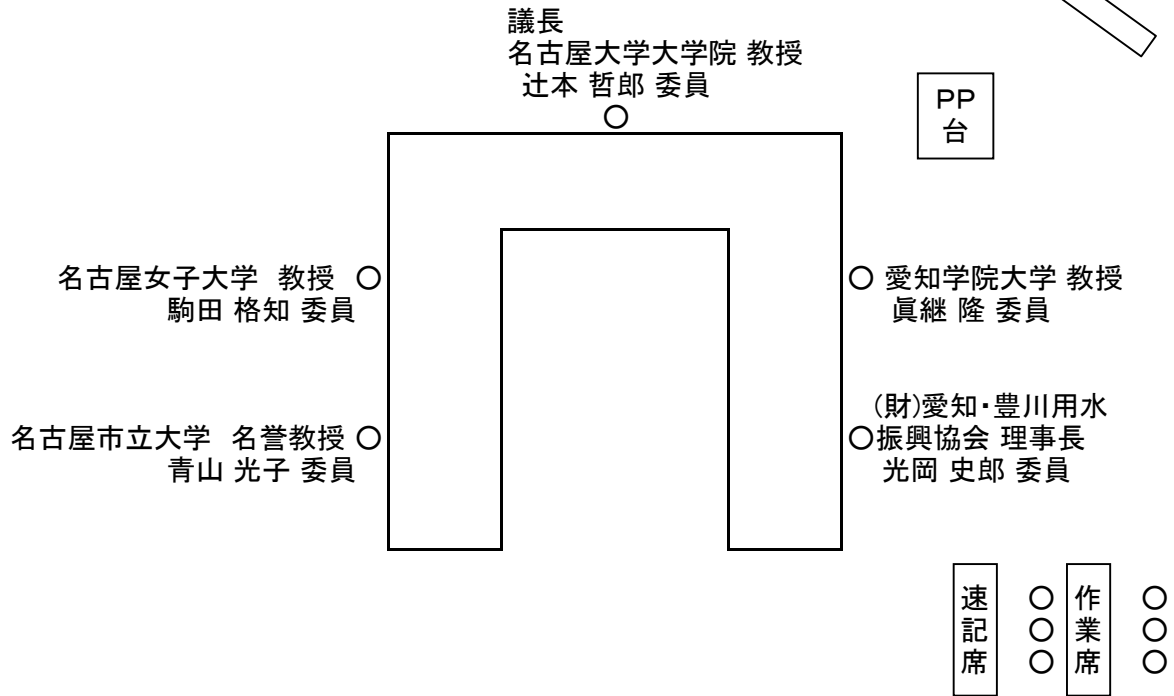 議長
名古屋大学大学院 教授
辻本 哲郎 委員
PP
台
名古屋女子大学 教授
駒田 格知 委員
愛知学院大学 教授
眞継 隆 委員
名古屋市立大学 名誉教授
青山 光子 委員
(財)愛知・豊川用水
振興協会 理事長
光岡 史郎 委員
速記席
作業席